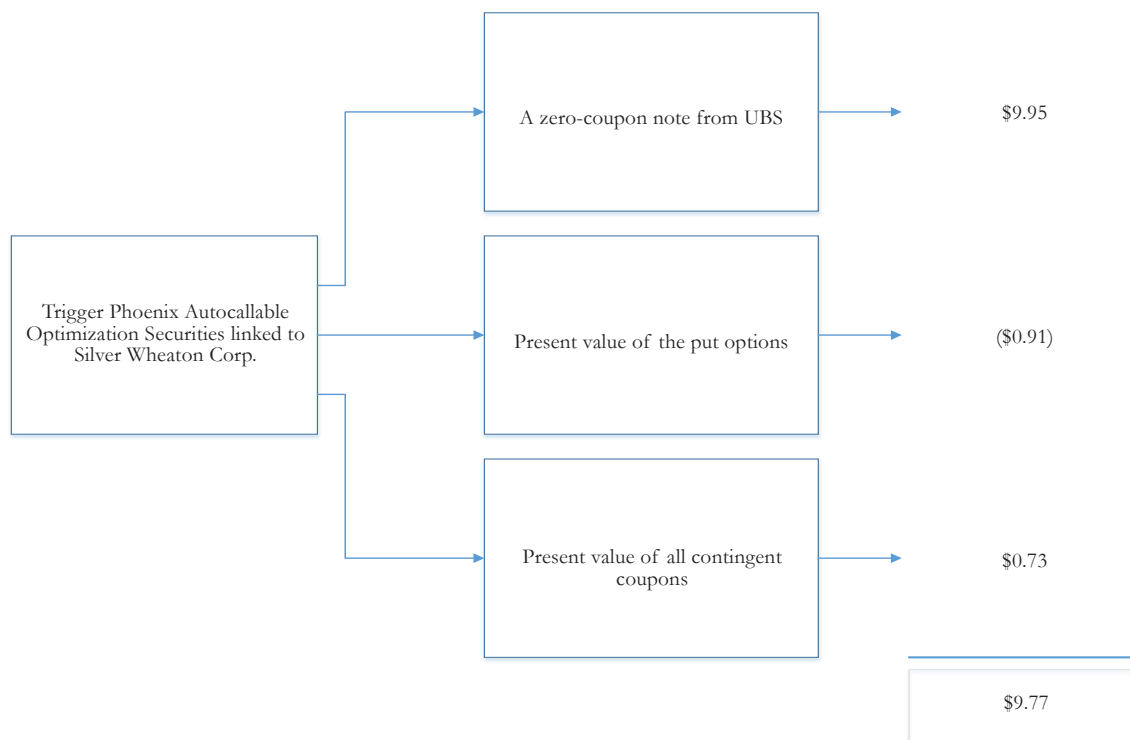 A zero-coupon note from UBS
$9.95
Trigger Phoenix Autocallable
Optimization Securities linked to
Silver Wheaton Corp.
Present value of the put options
($0.91)
Present value of all contingent
coupons
$0.73
$9.77